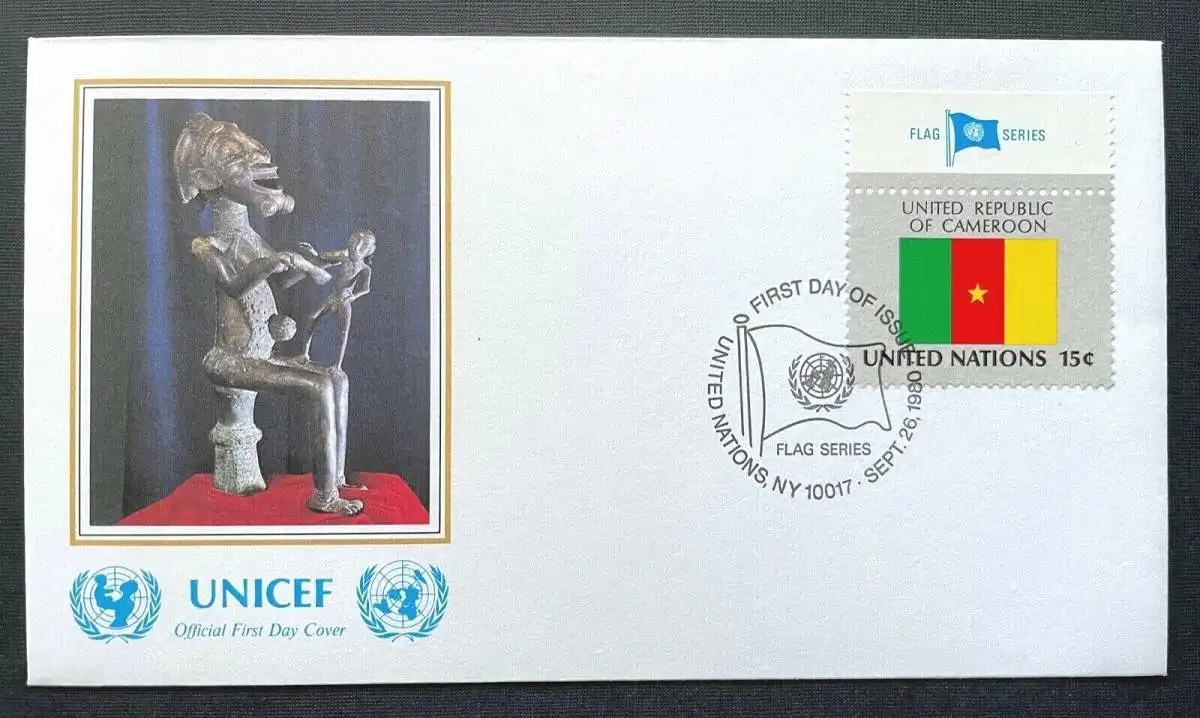 FLAG SERIES
UNITED REPUBLIC
OF CAMEROON
UNITED NATIONS 15¢
FIRST DAY OF ISSUE
UNITED NATIONS, NY 10017 · SEPT. 26, 1980
FLAG SERIES
UNICEF
Official First Day Cover